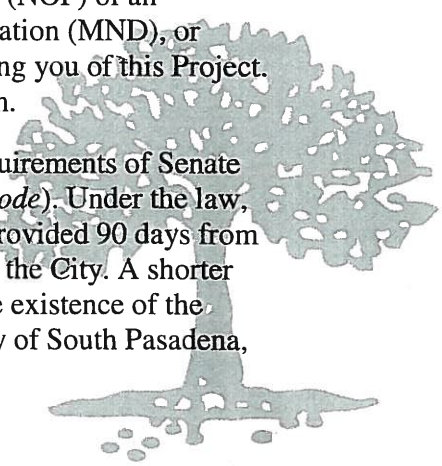 (NOP) of an
ation (MND), or
ng you of this Project.
n.
uirements of Senate
ode). Under the law,
rovided 90 days from
the City. A shorter
e existence of the
y of South Pasadena,